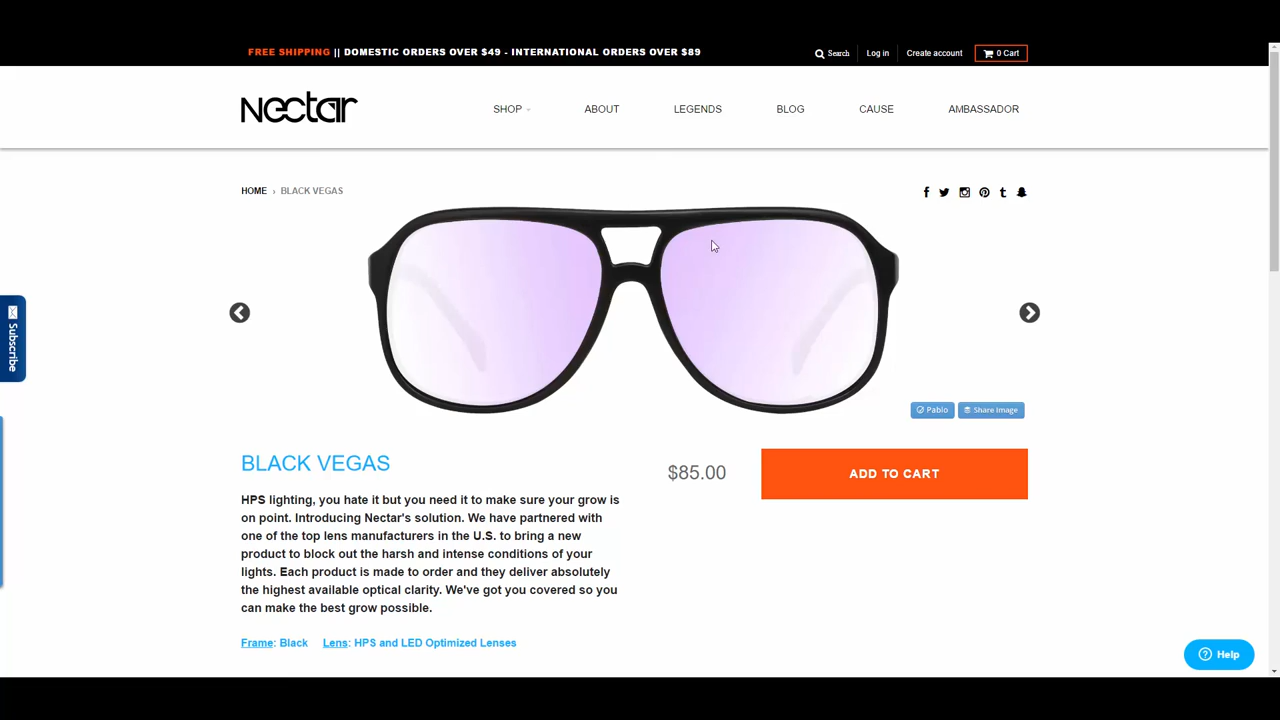 FREE SHIPPING || DOMESTIC ORDERS OVER $49 - INTERNATIONAL ORDERS OVER $89
Search
Log in
Create account
0 Cart
Nectar
SHOP
ABOUT
LEGENDS
BLOG
CAUSE
AMBASSADOR
HOME › BLACK VEGAS
Subscribe
Pablo
Share image
BLACK VEGAS
$85.00
ADD TO CART
HPS lighting, you hate it but you need it to make sure your grow is
on point. Introducing Nectar's solution. We have partnered with
one of the top lens manufacturers in the U.S. to bring a new
product to block out the harsh and intense conditions of your
lights. Each product is made to order and they deliver absolutely
the highest available optical clarity. We've got you covered so you
can make the best grow possible.
Frame: Black Lens: HPS and LED Optimized Lenses
Help